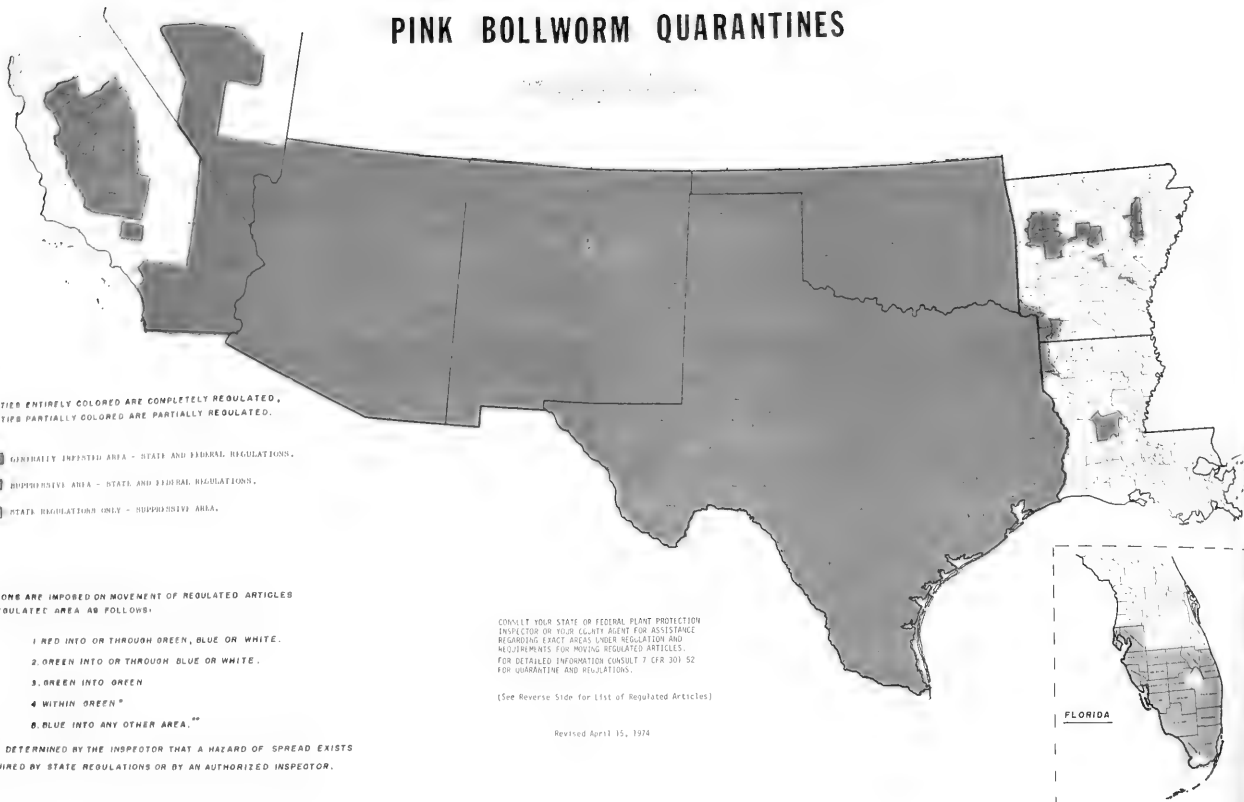 PINK BOLLWORM QUARANTINES
TIES ENTIRELY COLORED ARE COMPLETELY REGULATED,
TIES PARTIALLY COLORED ARE PARTIALLY REGULATED.
GENERALLY INFESTED AREA - STATE AND FEDERAL REGULATIONS.
SUPPRESSIVE AREA - STATE AND FEDERAL REGULATIONS.
STATE REGULATIONS ONLY - SUPPRESSIVE AREA.
ONS ARE IMPOSED ON MOVEMENT OF REGULATED ARTICLES
GULATED AREA AS FOLLOWS:
1 RED INTO OR THROUGH GREEN, BLUE OR WHITE.
2. GREEN INTO OR THROUGH BLUE OR WHITE.
3. GREEN INTO GREEN
4 WITHIN GREEN*
5. BLUE INTO ANY OTHER AREA.**
DETERMINED BY THE INSPECTOR THAT A HAZARD OF SPREAD EXISTS
IRED BY STATE REGULATIONS OR BY AN AUTHORIZED INSPECTOR.
CONSULT YOUR STATE OR FEDERAL PLANT PROTECTION
INSPECTOR OR YOUR COUNTY AGENT FOR ASSISTANCE
REGARDING EXACT AREAS UNDER REGULATION AND
REQUIREMENTS FOR MOVING REGULATED ARTICLES.
FOR DETAILED INFORMATION CONSULT 7 CFR 301 52
FOR QUARANTINE AND REGULATIONS.
(See Reverse Side for List of Regulated Articles)
Revised April 15, 1974
FLORIDA